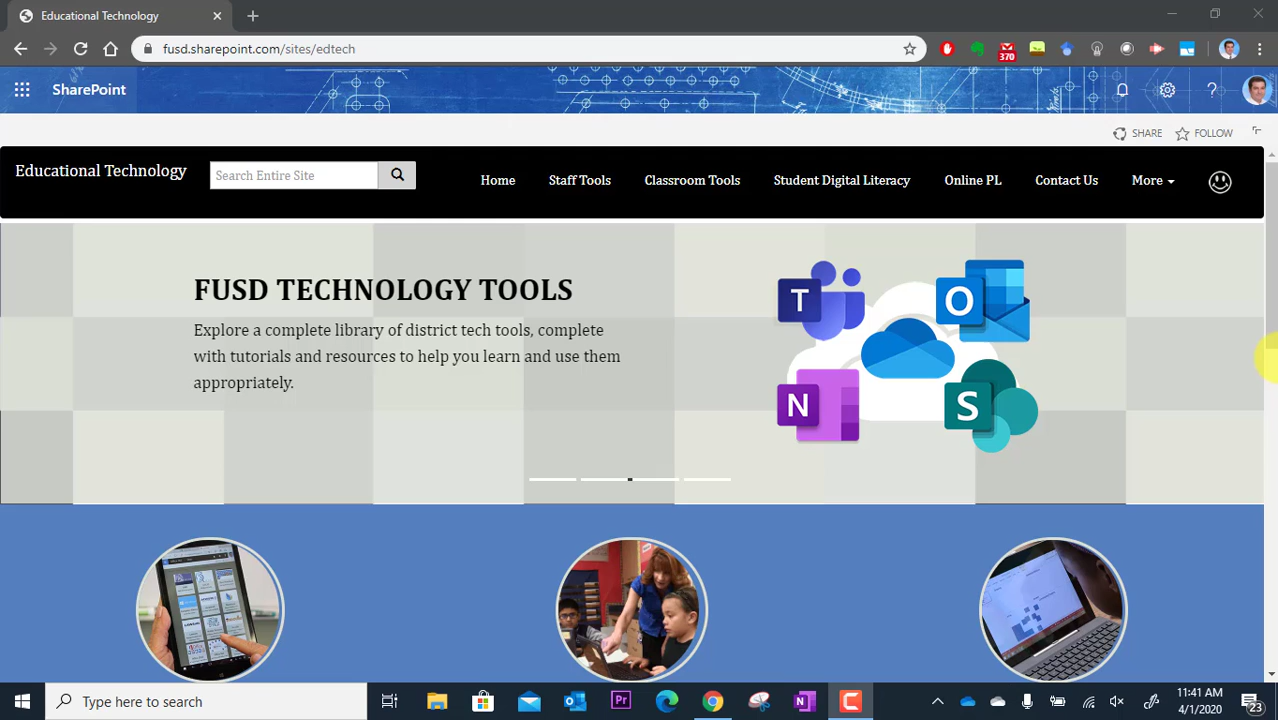 Educational Technology
fusd.sharepoint.com/sites/edtech
370
SharePoint
SHARE
FOLLOW
Educational Technology
Search Entire Site
Home
Staff Tools
Classroom Tools
Student Digital Literacy
Online PL
Contact Us
More
FUSD TECHNOLOGY TOOLS
Explore a complete library of district tech tools, complete
with tutorials and resources to help you learn and use them
appropriately.
T
O
N
S
Type here to search
11:41 AM
4/1/2020
23